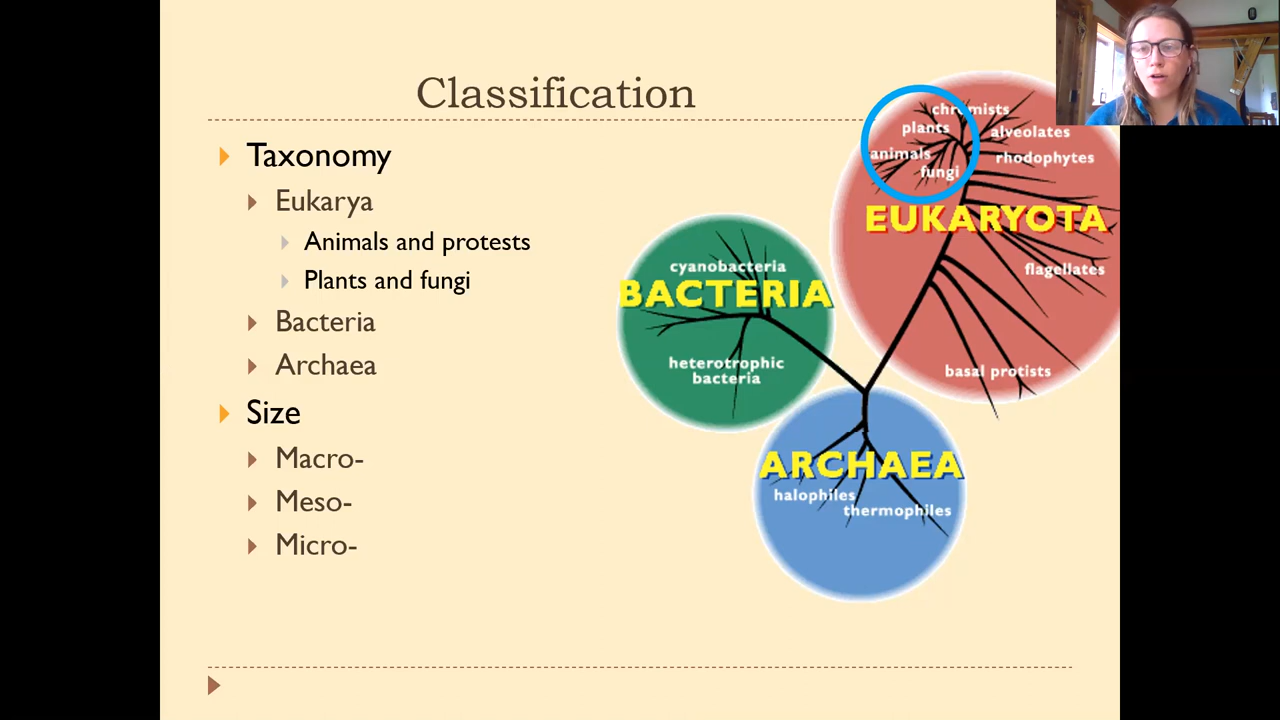 Classification
Taxonomy
Eukarya
Animals and protests
Plants and fungi
Bacteria
Archaea
Size
Macro-
Meso-
Micro-
chromists
plants
alveolates
animals
rhodophytes
fungi
EUKARYOTA
flagellates
basal protists
cyanobacteria
BACTERIA
heterotrophic
bacteria
ARCHAEA
halophiles
thermophiles